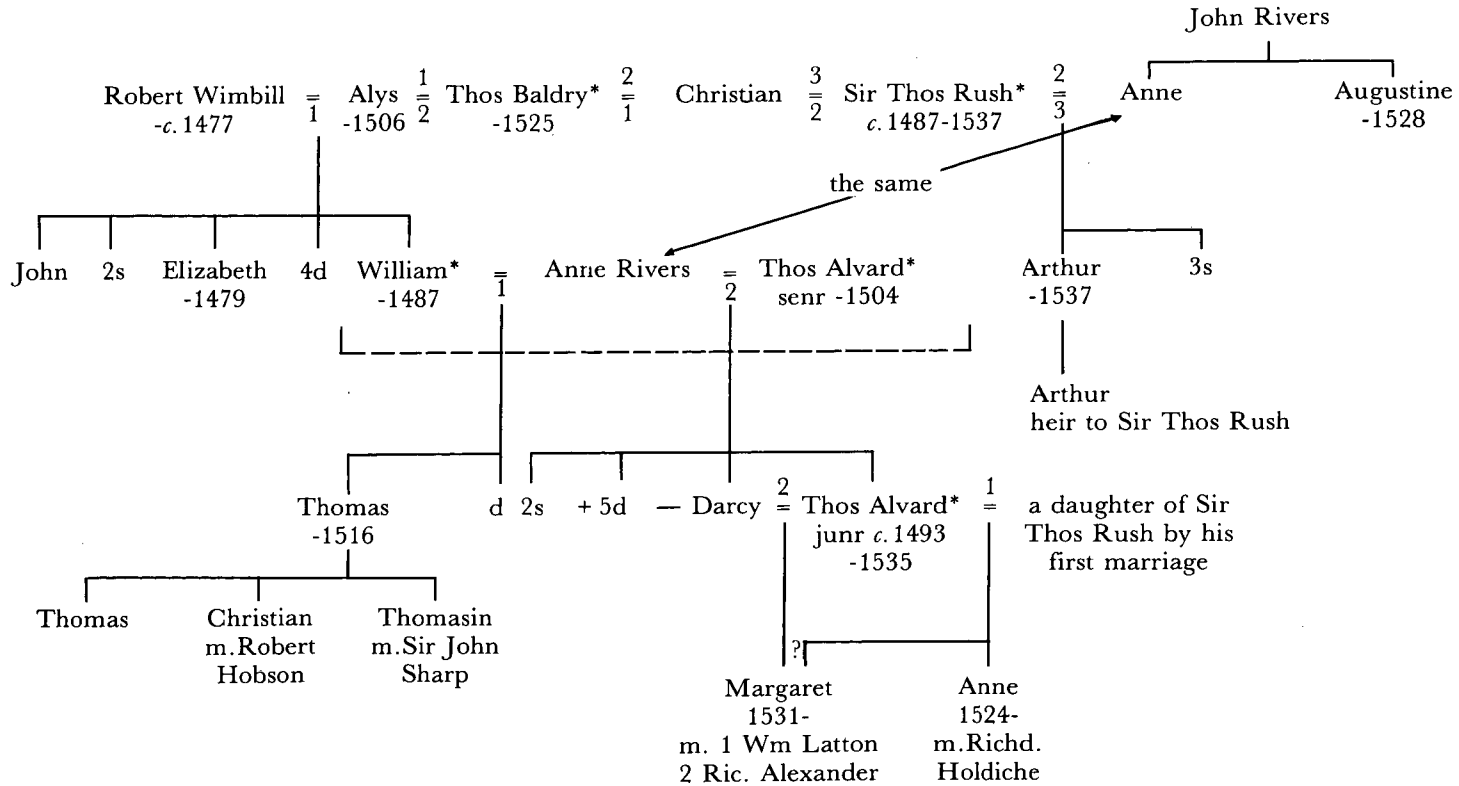 John Rivers
Robert Wimbill = 1 Alys 1 = 2 Thos Baldry* 2 = 1 Christian 3 = 2 Sir Thos Rush* 2 = 3 Anne Augustine
-c. 1477 -1506 -1525 c. 1487-1537 -1528
the same
John 2s Elizabeth 4d William* = 1 Anne Rivers = 2 Thos Alvard* Arthur 3s
-1479 -1487 senr -1504 -1537
Arthur
heir to Sir Thos Rush
Thomas d 2s + 5d — Darcy 2 = Thos Alvard* 1 = a daughter of Sir
-1516 junr c. 1493 Thos Rush by his
-1535 first marriage
Thomas Christian Thomasin
m.Robert m.Sir John
Hobson Sharp
?
Margaret Anne
1531- 1524-
m. 1 Wm Latton m.Richd.
2 Ric. Alexander Holdiche